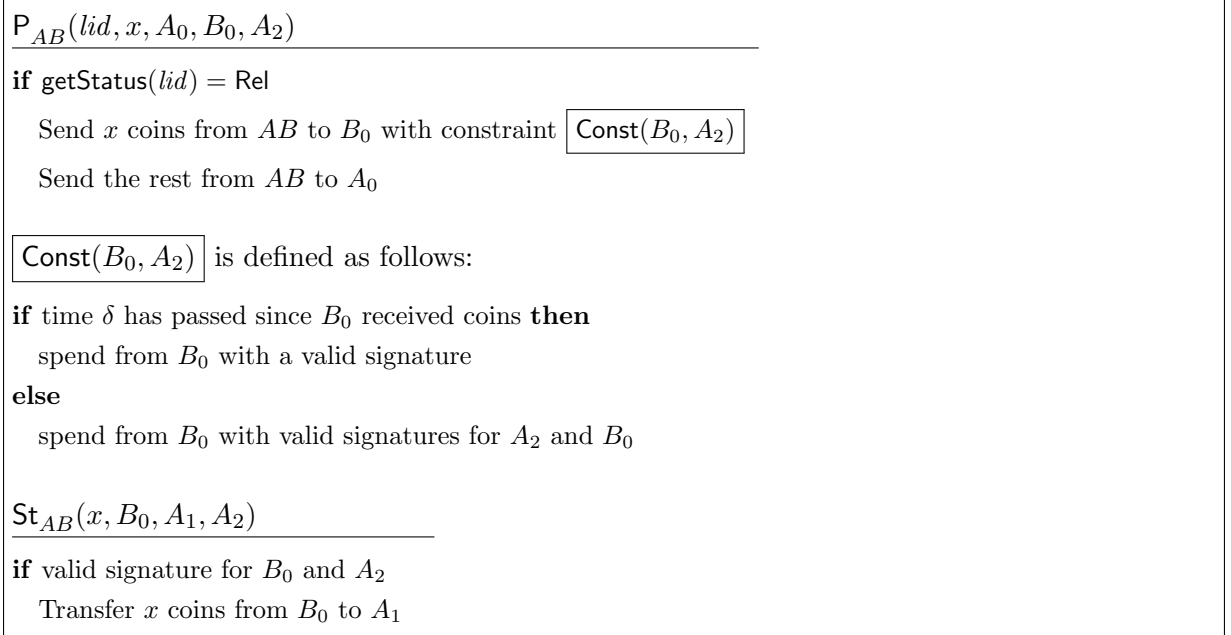 P_{AB}(lid, x, A_0, B_0, A_2)
if getStatus(lid) = Rel
Send x coins from AB to B_0 with constraint Const(B_0, A_2)
Send the rest from AB to A_0
Const(B_0, A_2) is defined as follows:
if time δ has passed since B_0 received coins then
spend from B_0 with a valid signature
else
spend from B_0 with valid signatures for A_2 and B_0
St_{AB}(x, B_0, A_1, A_2)
if valid signature for B_0 and A_2
Transfer x coins from B_0 to A_1